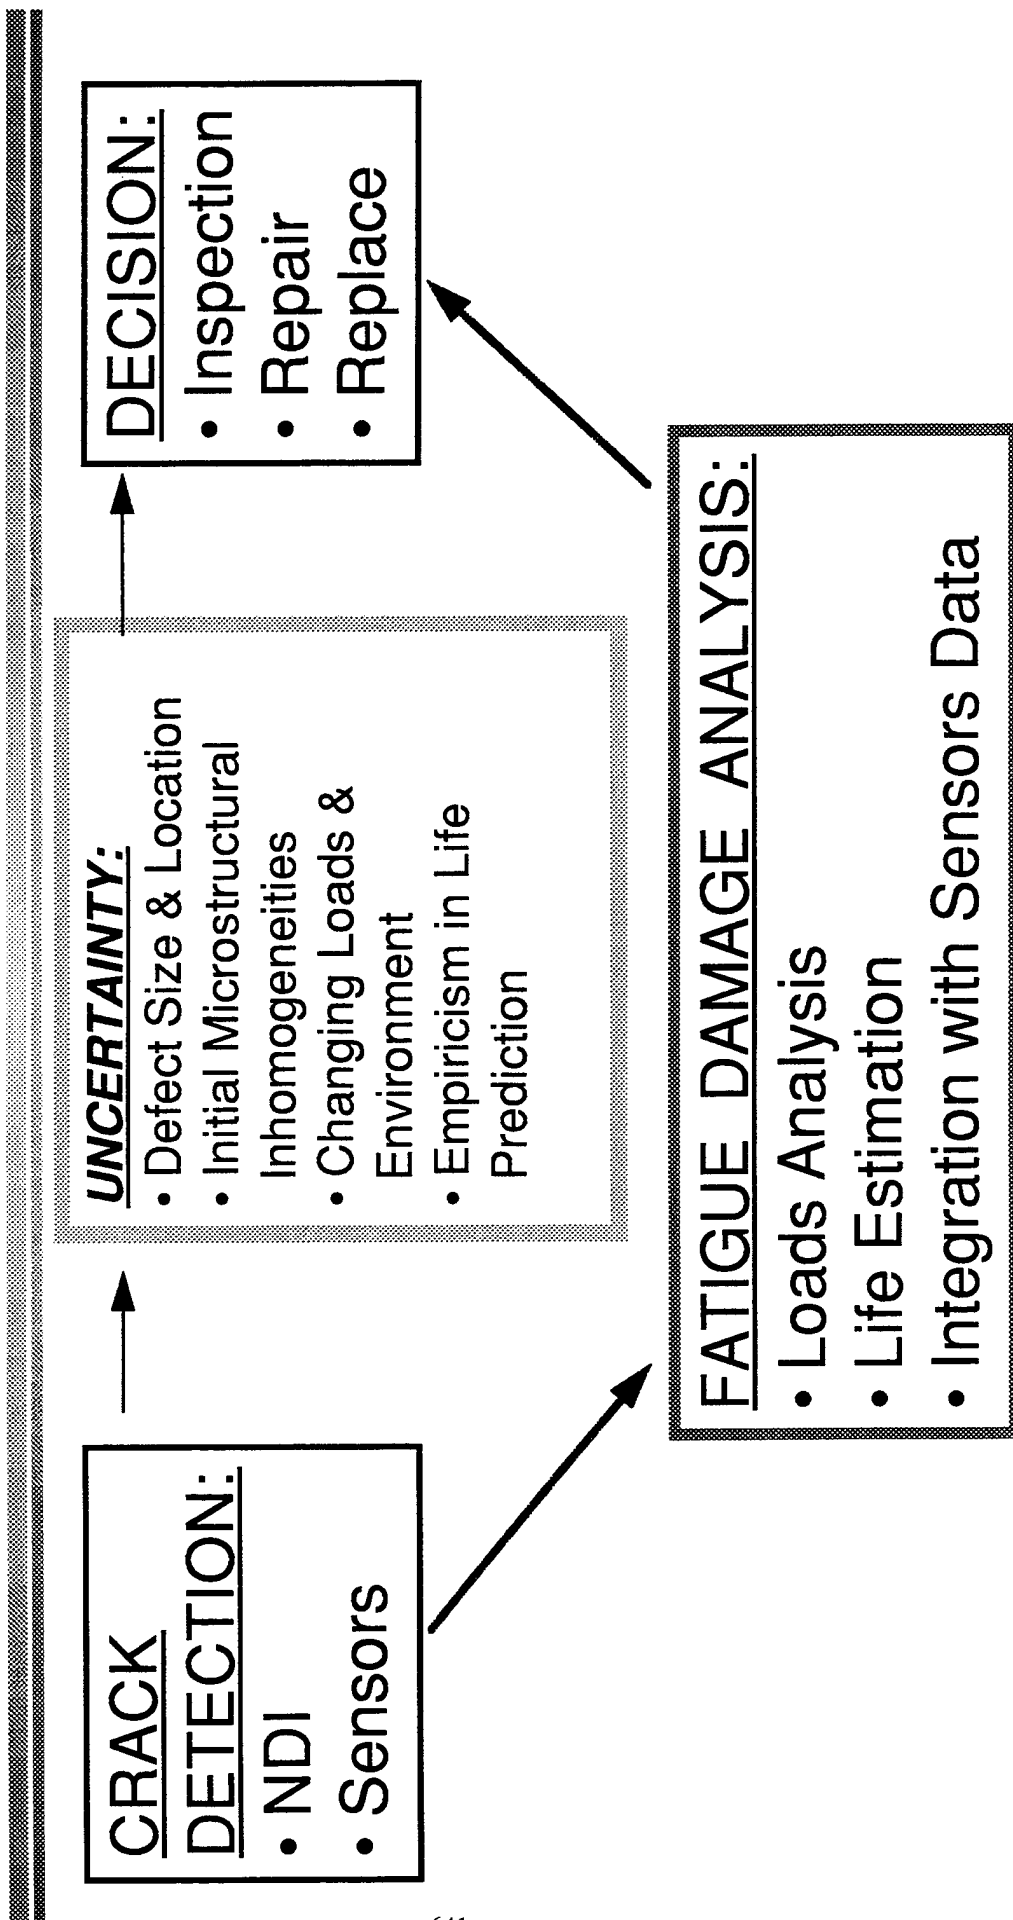 CRACK
DETECTION:
• NDI
• Sensors
UNCERTAINTY:
• Defect Size & Location
• Initial Microstructural
Inhomogeneities
• Changing Loads &
Environment
• Empiricism in Life
Prediction
DECISION:
• Inspection
• Repair
• Replace
FATIGUE DAMAGE ANALYSIS:
• Loads Analysis
• Life Estimation
• Integration with Sensors Data